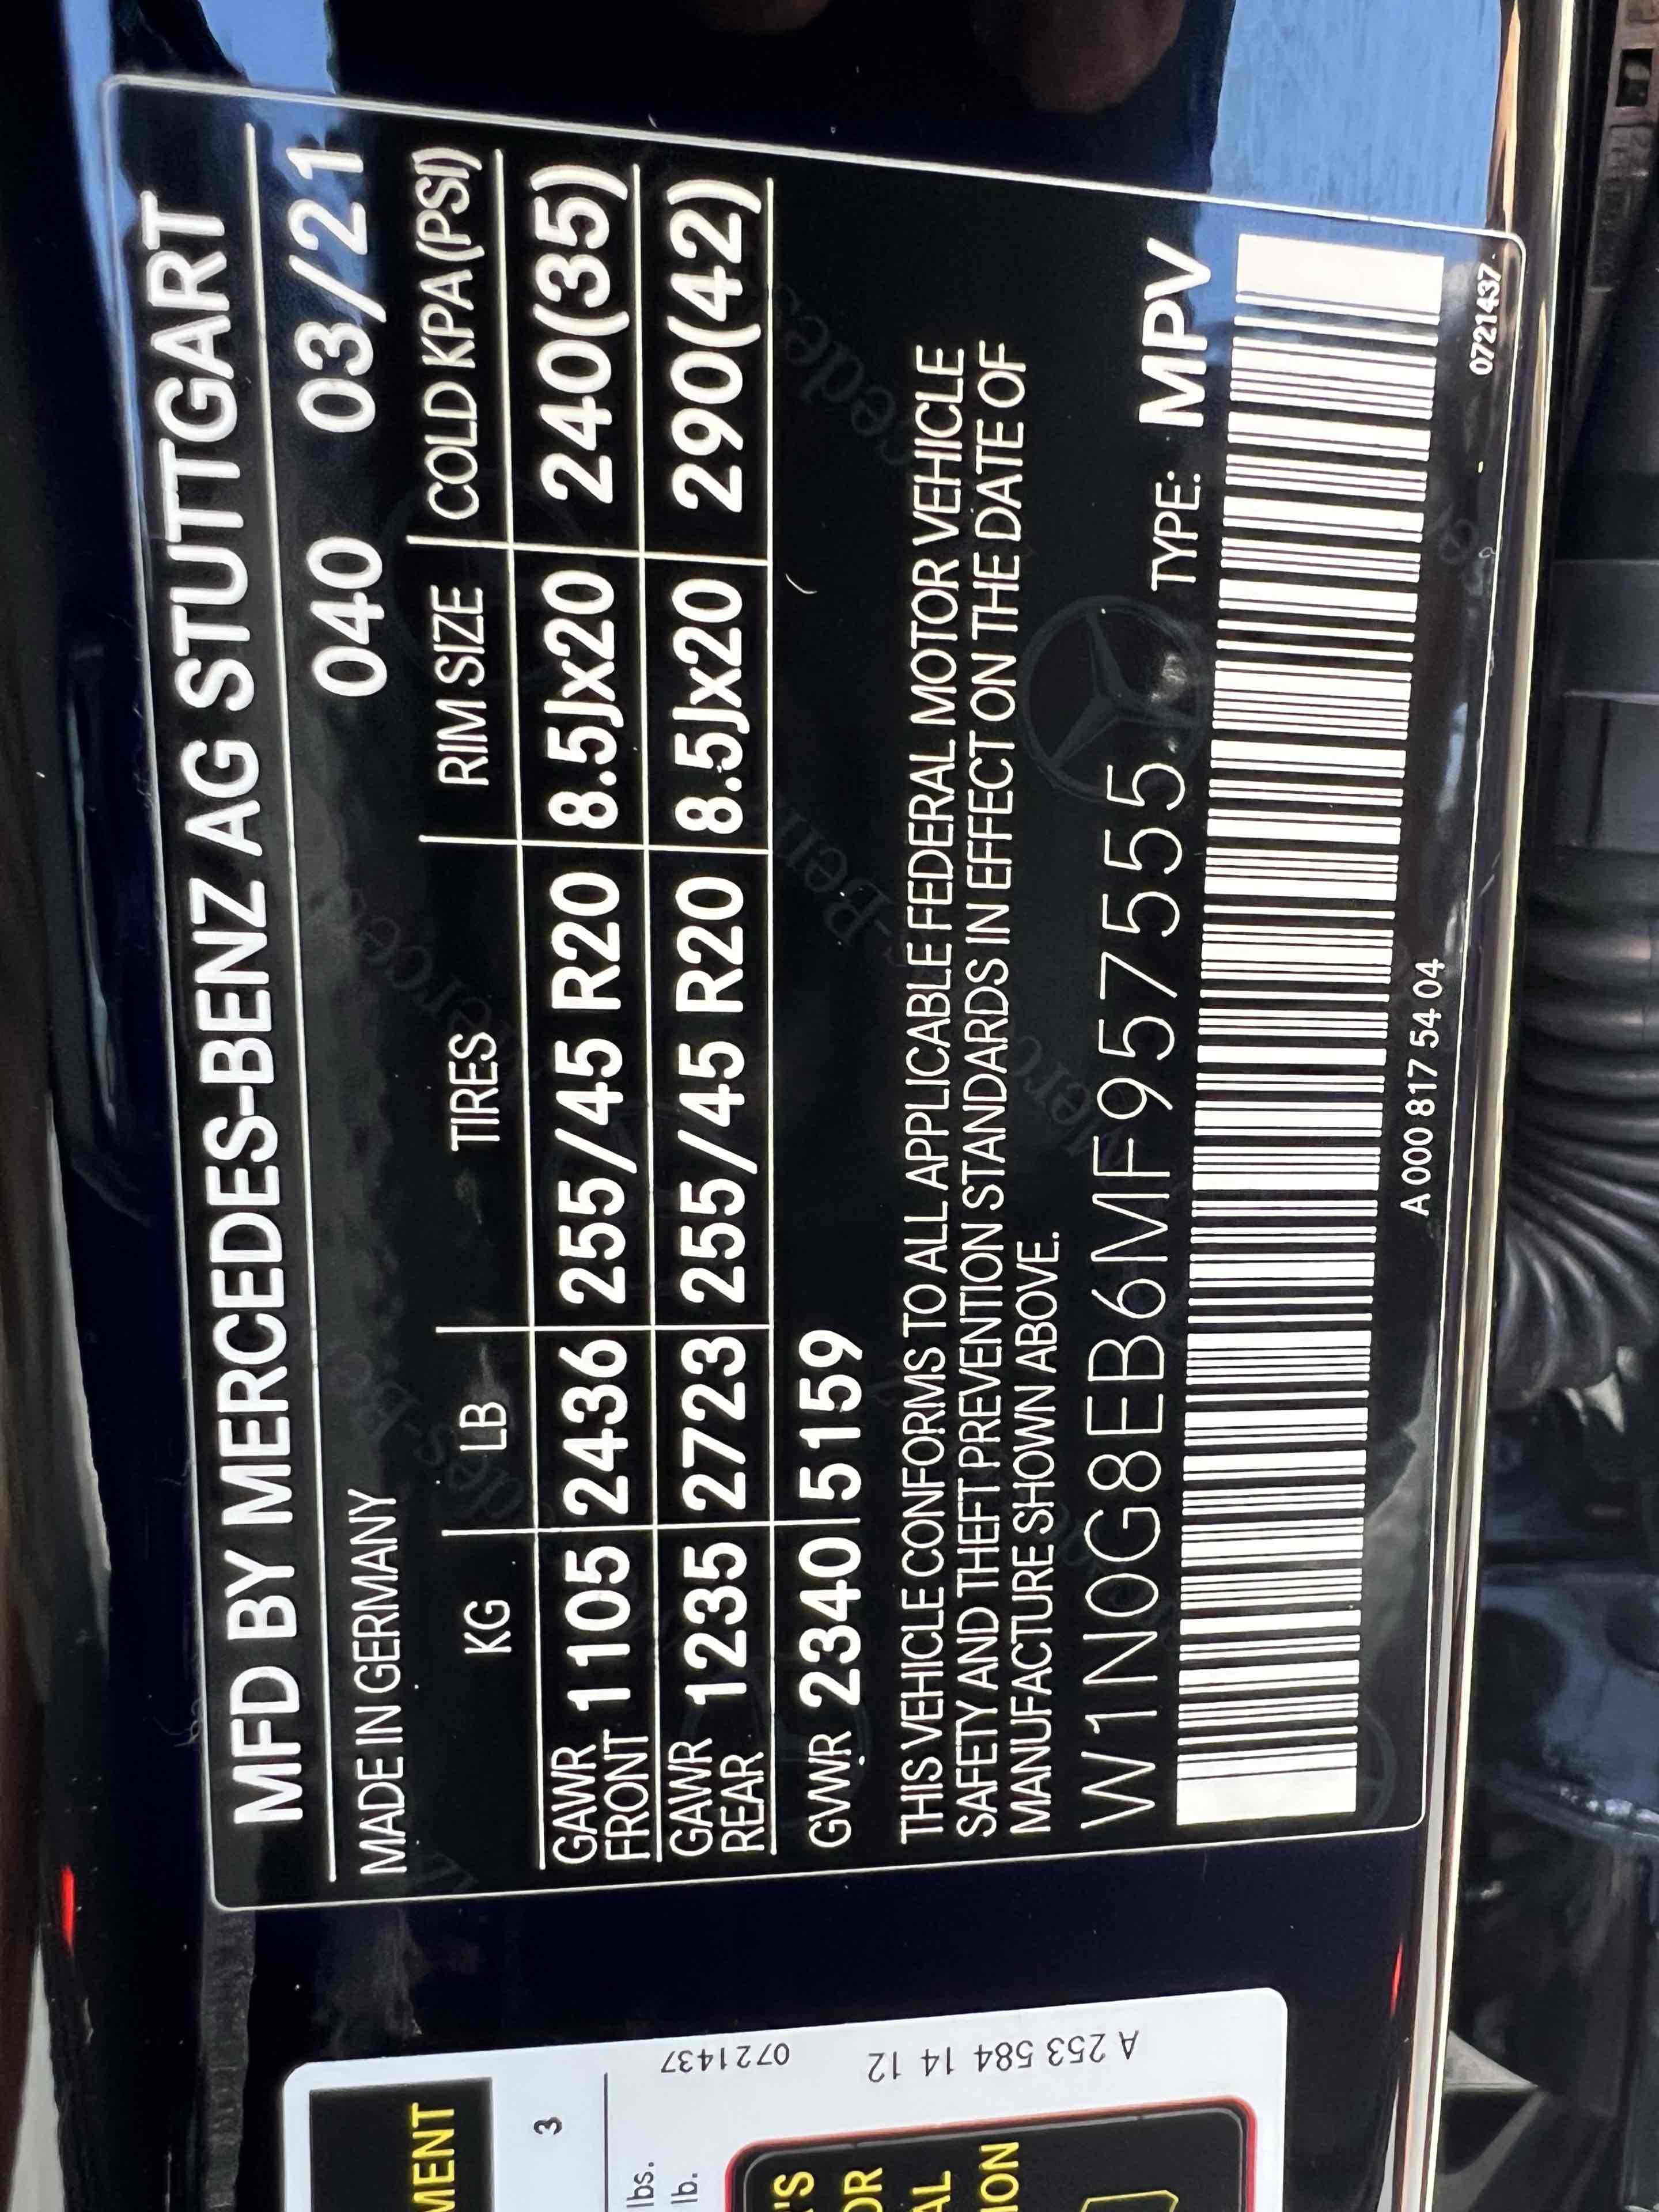 MFD BY MERCEDES-BENZ AG STUTTGART
MADE IN GERMANY 040 03/21
KG LB TIRES RIM SIZE COLD KPA(PSI)
GAWR FRONT 1105 2436 255/45 R20 8.5Jx20 240(35)
GAWR REAR 1235 2723 255/45 R20 8.5Jx20 290(42)
GVWR 2340 5159
THIS VEHICLE CONFORMS TO ALL APPLICABLE FEDERAL MOTOR VEHICLE
SAFETY AND THEFT PREVENTION STANDARDS IN EFFECT ON THE DATE OF
MANUFACTURE SHOWN ABOVE.
W1N0G8EB6MF957555 TYPE: MPV
A 000 817 54 04
0721437
0721437
A 253 584 14 12
3
lbs.
lb.